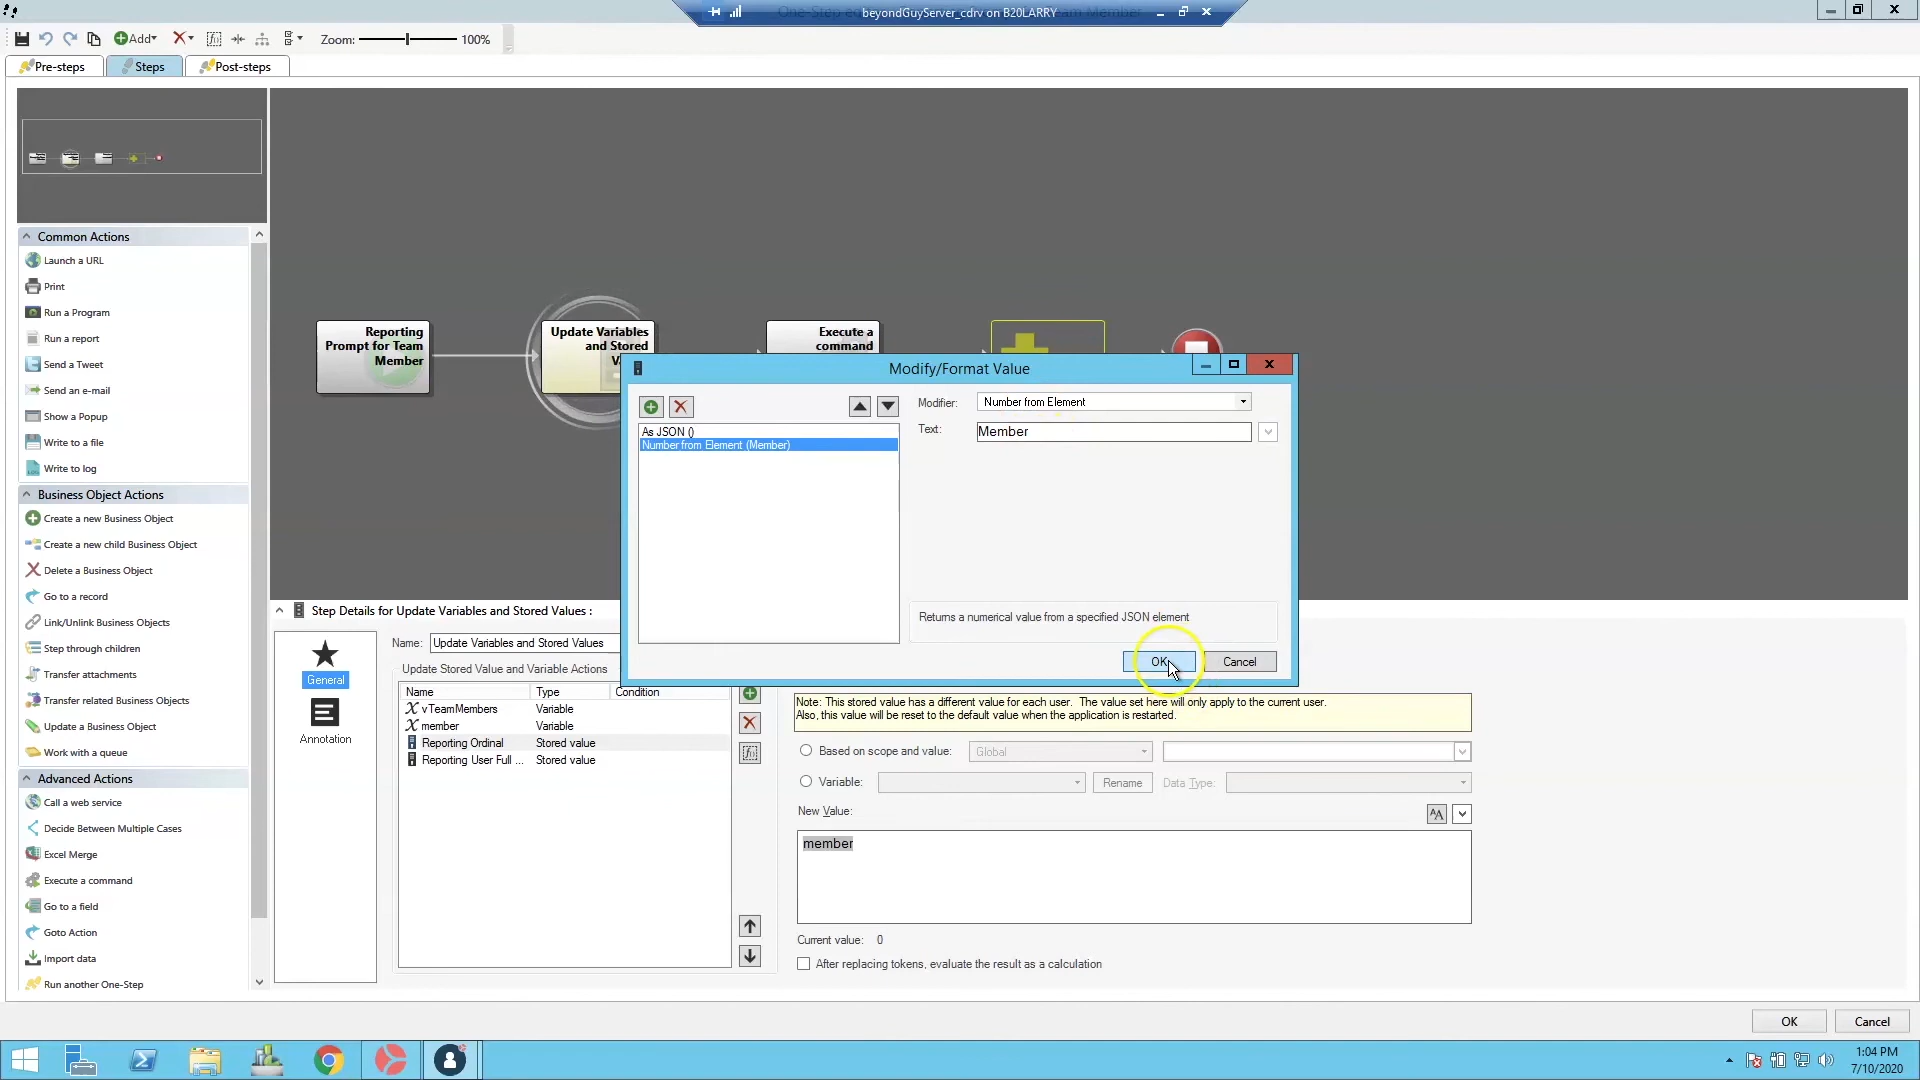 beyondGuyServer_cdrv on B20LARRY
Add
Zoom:
100%
Pre-steps
Steps
Post-steps
Common Actions
Launch a URL
Print
Run a Program
Run a report
Send a Tweet
Send an e-mail
Show a Popup
Write to a file
Write to log
Business Object Actions
Create a new Business Object
Create a new child Business Object
Delete a Business Object
Go to a record
Link/Unlink Business Objects
Step through children
Transfer attachments
Transfer related Business Objects
Update a Business Object
Work with a queue
Advanced Actions
Call a web service
Decide Between Multiple Cases
Excel Merge
Execute a command
Go to a field
Goto Action
Import data
Run another One-Step
Reporting
Prompt for Team
Member
Update Variables
and Stored
Execute a
command
Modify/Format Value
As JSON ()
Number from Element (Member)
Modifier:
Number from Element
Text:
Member
Returns a numerical value from a specified JSON element
OK
Cancel
Step Details for Update Variables and Stored Values :
General
Annotation
Name:
Update Variables and Stored Values
Update Stored Value and Variable Actions
Name
Type
Condition
vTeamMembers
Variable
member
Variable
Reporting Ordinal
Stored value
Reporting User Full ...
Stored value
Note: This stored value has a different value for each user. The value set here will only apply to the current user.
Also, this value will be reset to the default value when the application is restarted.
Based on scope and value:
Global
Variable:
Rename
Data Type:
New Value:
AA
member
Current value: 0
After replacing tokens, evaluate the result as a calculation
OK
Cancel
1:04 PM
7/10/2020